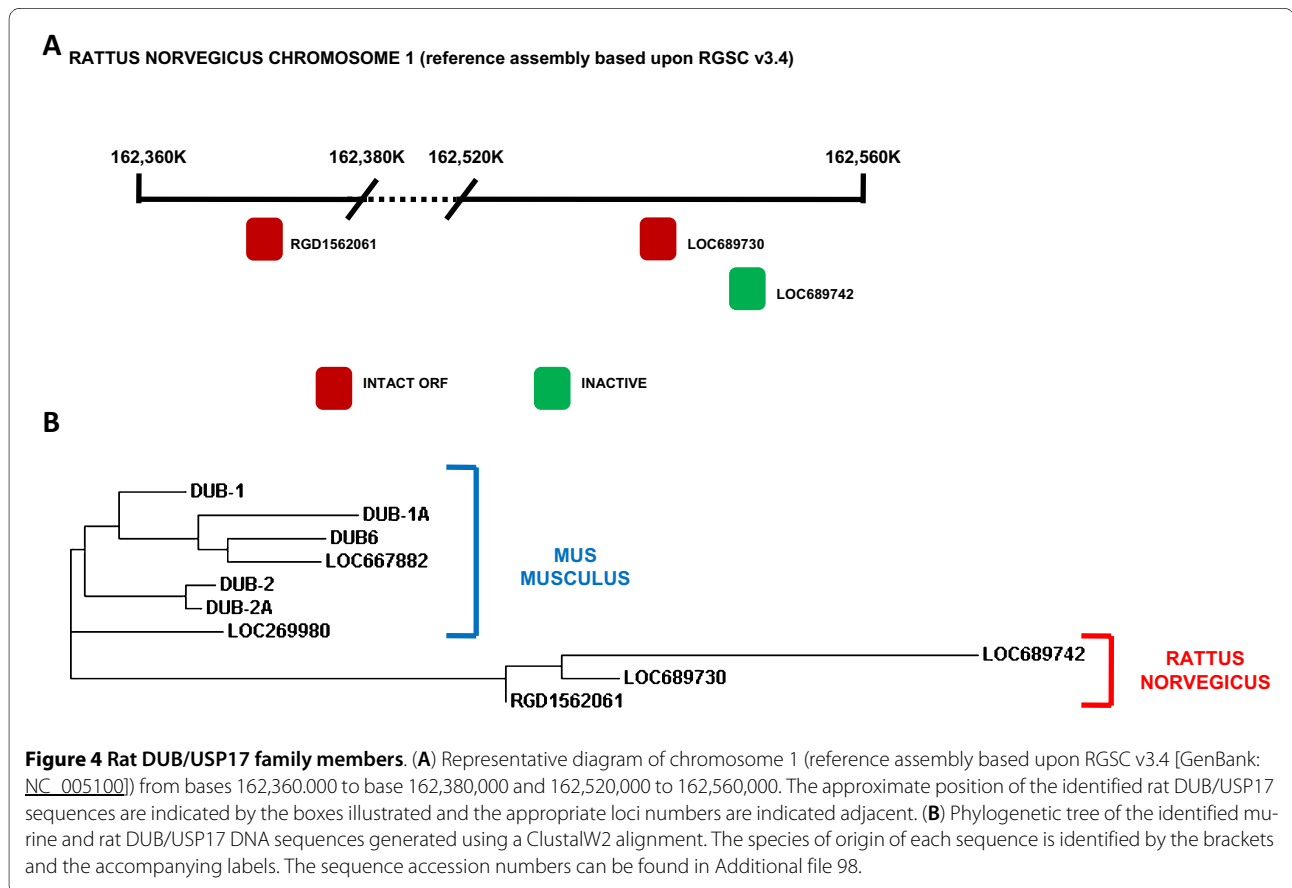 A RATTUS NORVEGICUS CHROMOSOME 1 (reference assembly based upon RGSC v3.4)
162,360K 162,380K 162,520K 162,560K
RGD1562061 LOC689730
LOC689742
INTACT ORF INACTIVE
B
DUB-1
DUB-1A
DUB6
LOC667882
DUB-2
DUB-2A
LOC269980
MUS
MUSCULUS
LOC689742
LOC689730
RGD1562061
RATTUS
NORVEGICUS
Figure 4 Rat DUB/USP17 family members. (A) Representative diagram of chromosome 1 (reference assembly based upon RGSC v3.4 [GenBank:
NC_005100]) from bases 162,360.000 to base 162,380,000 and 162,520,000 to 162,560,000. The approximate position of the identified rat DUB/USP17
sequences are indicated by the boxes illustrated and the appropriate loci numbers are indicated adjacent. (B) Phylogenetic tree of the identified mu-
rine and rat DUB/USP17 DNA sequences generated using a ClustalW2 alignment. The species of origin of each sequence is identified by the brackets
and the accompanying labels. The sequence accession numbers can be found in Additional file 98.